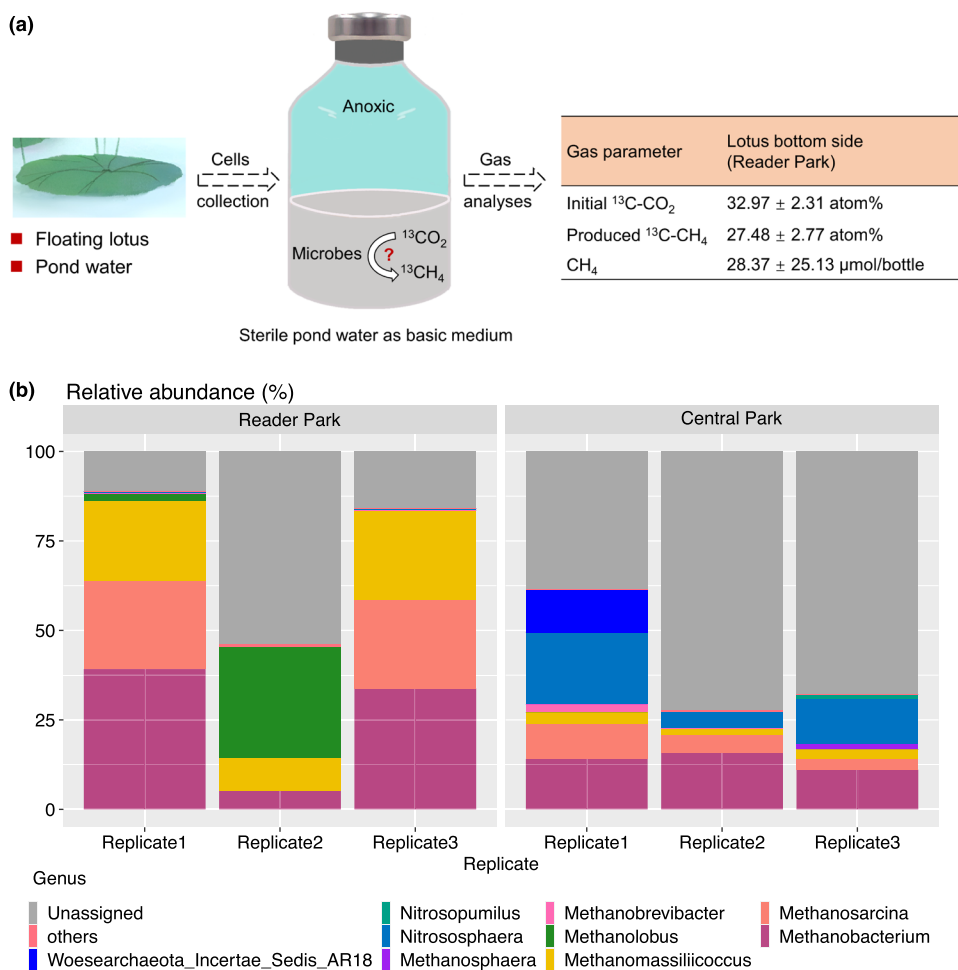 (a)
Anoxic
Cells
collection
Gas
analyses
Floating lotus
Pond water
Microbes
¹³CO₂
?
¹³CH₄
Sterile pond water as basic medium
Gas parameter
Lotus bottom side
(Reader Park)
Initial ¹³C-CO₂ 32.97 ± 2.31 atom%
Produced ¹³C-CH₄ 27.48 ± 2.77 atom%
CH₄ 28.37 ± 25.13 µmol/bottle
(b) Relative abundance (%)
Reader Park Central Park
100
75
50
25
0
Replicate1 Replicate2 Replicate3 Replicate1 Replicate2 Replicate3
Replicate
Genus
Unassigned Nitrosopumilus Methanobrevibacter Methanosarcina
others Nitrososphaera Methanolobus Methanobacterium
Woesearchaeota_Incertae_Sedis_AR18 Methanosphaera Methanomassiliicoccus